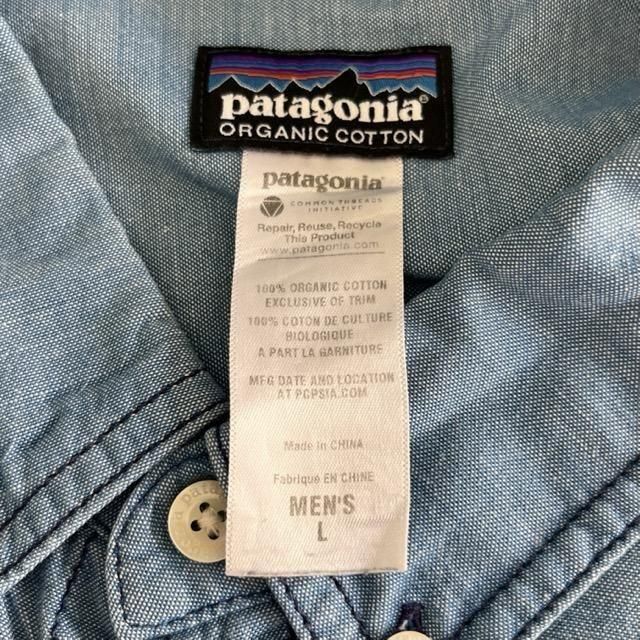 patagonia®
ORGANIC COTTON
patagonia®
COMMON THREADS
INITIATIVE
Repair, Reuse, Recycle
This Product
www.patagonia.com
100% ORGANIC COTTON
EXCLUSIVE OF TRIM
100% COTON DE CULTURE
BIOLOGIQUE
A PART LA GARNITURE
MFG DATE AND LOCATION
AT PCPSIA.COM
Made in CHINA
Fabriqué EN CHINE
MEN'S
L